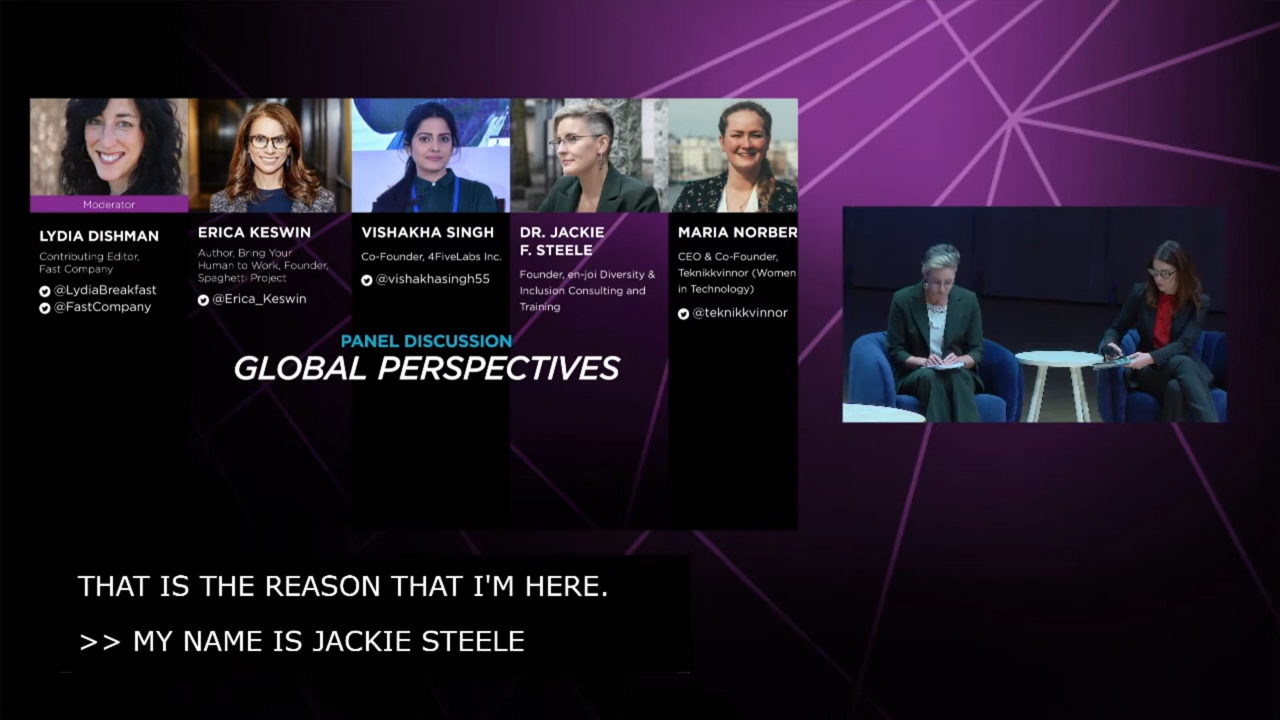 Moderator
LYDIA DISHMAN
Contributing Editor,
Fast Company
@LydiaBreakfast
@FastCompany
ERICA KESWIN
Author, Bring Your
Human to Work, Founder,
Spaghetti Project
@Erica_Keswin
VISHAKHA SINGH
Co-Founder, 4FiveLabs Inc.
@vishakhasingh55
DR. JACKIE
F. STEELE
Founder, en-joi Diversity &
Inclusion Consulting and
Training
MARIA NORBER
CEO & Co-Founder,
Teknikkvinnor (Women
in Technology)
@teknikkvinnor
PANEL DISCUSSION
GLOBAL PERSPECTIVES
THAT IS THE REASON THAT I'M HERE.
>> MY NAME IS JACKIE STEELE